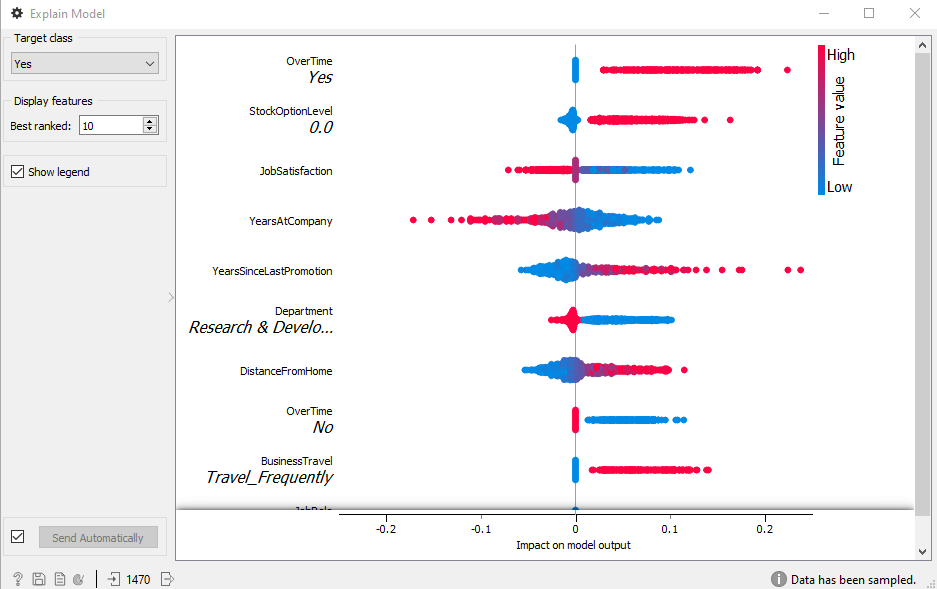 Explain Model
Target class
Yes
Display features
Best ranked: 10
Show legend
OverTime
Yes
StockOptionLevel
0.0
JobSatisfaction
YearsAtCompany
YearsSinceLastPromotion
Department
Research & Develo...
DistanceFromHome
OverTime
No
BusinessTravel
Travel_Frequently
JobRole
High
Feature value
Low
-0.2 -0.1 0 0.1 0.2
Impact on model output
Send Automatically
? 1470
i Data has been sampled.